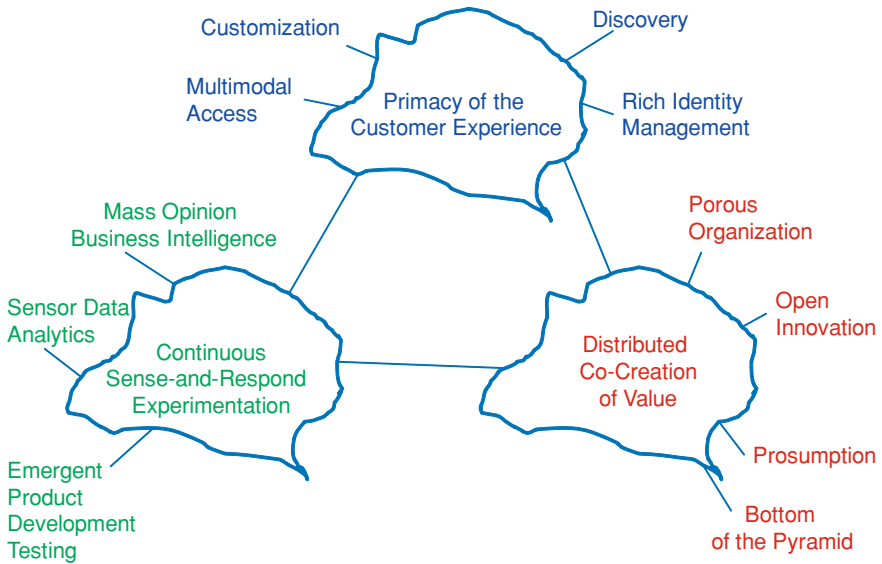 Customization
Discovery
Multimodal
Access
Primacy of the
Customer Experience
Rich Identity
Management
Mass Opinion
Business Intelligence
Sensor Data
Analytics
Continuous
Sense-and-Respond
Experimentation
Emergent
Product
Development
Testing
Porous
Organization
Open
Innovation
Distributed
Co-Creation
of Value
Prosumption
Bottom
of the Pyramid